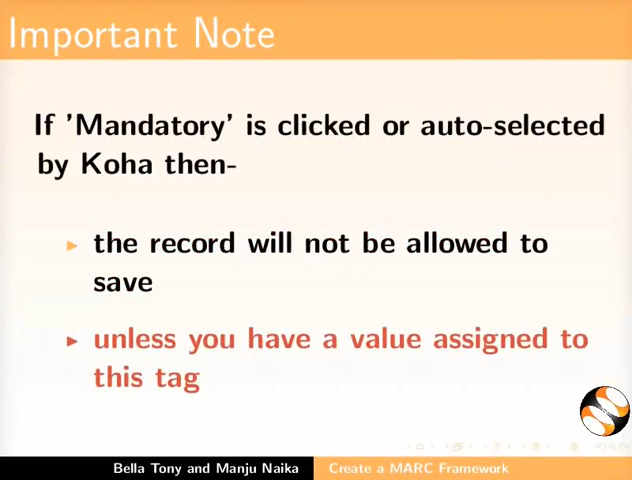 Important Note
If 'Mandatory' is clicked or auto-selected
by Koha then-
the record will not be allowed to
save
unless you have a value assigned to
this tag
Bella Tony and Manju Naika
Create a MARC Framework